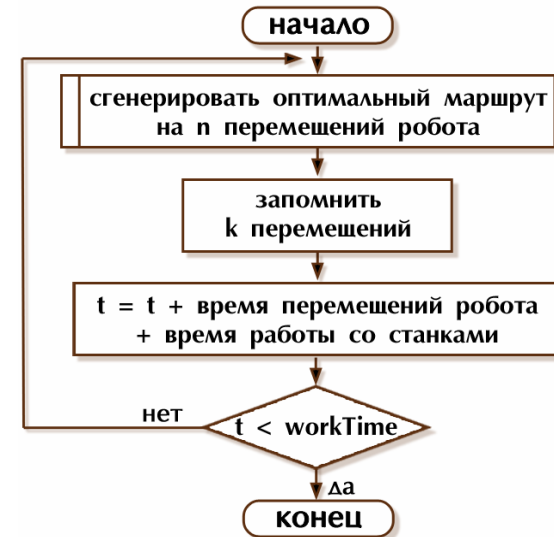 начало
сгенерировать оптимальный маршрут
на n перемещений робота
запомнить
k перемещений
t = t + время перемещений робота
+ время работы со станками
нет
t < workTime
да
конец